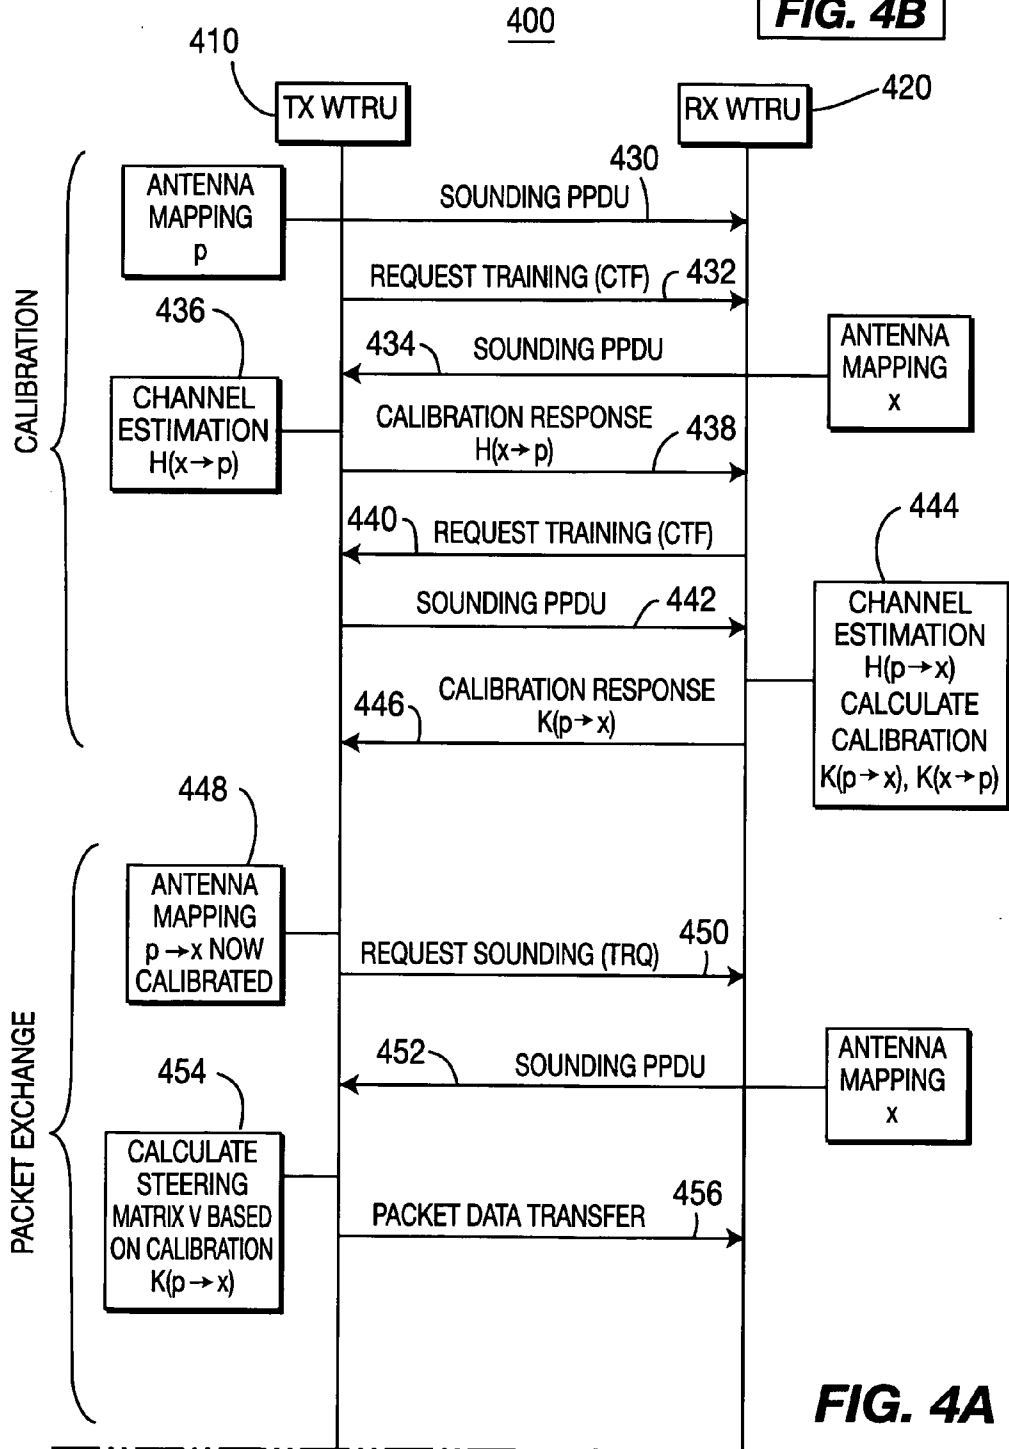 400
FIG. 4B
410
TX WTRU
RX WTRU
420
CALIBRATION
ANTENNA
MAPPING
p
430
SOUNDING PPDU
REQUEST TRAINING (CTF)
432
436
434
SOUNDING PPDU
ANTENNA
MAPPING
x
CHANNEL
ESTIMATION
H(x→p)
CALIBRATION RESPONSE
H(x→p)
438
440
REQUEST TRAINING (CTF)
444
SOUNDING PPDU
442
CHANNEL
ESTIMATION
H(p→x)
CALCULATE
CALIBRATION
K(p→x), K(x→p)
446
CALIBRATION RESPONSE
K(p→x)
448
PACKET EXCHANGE
ANTENNA
MAPPING
p→x NOW
CALIBRATED
REQUEST SOUNDING (TRQ)
450
452
SOUNDING PPDU
ANTENNA
MAPPING
x
454
CALCULATE
STEERING
MATRIX V BASED
ON CALIBRATION
K(p→x)
PACKET DATA TRANSFER
456
FIG. 4A